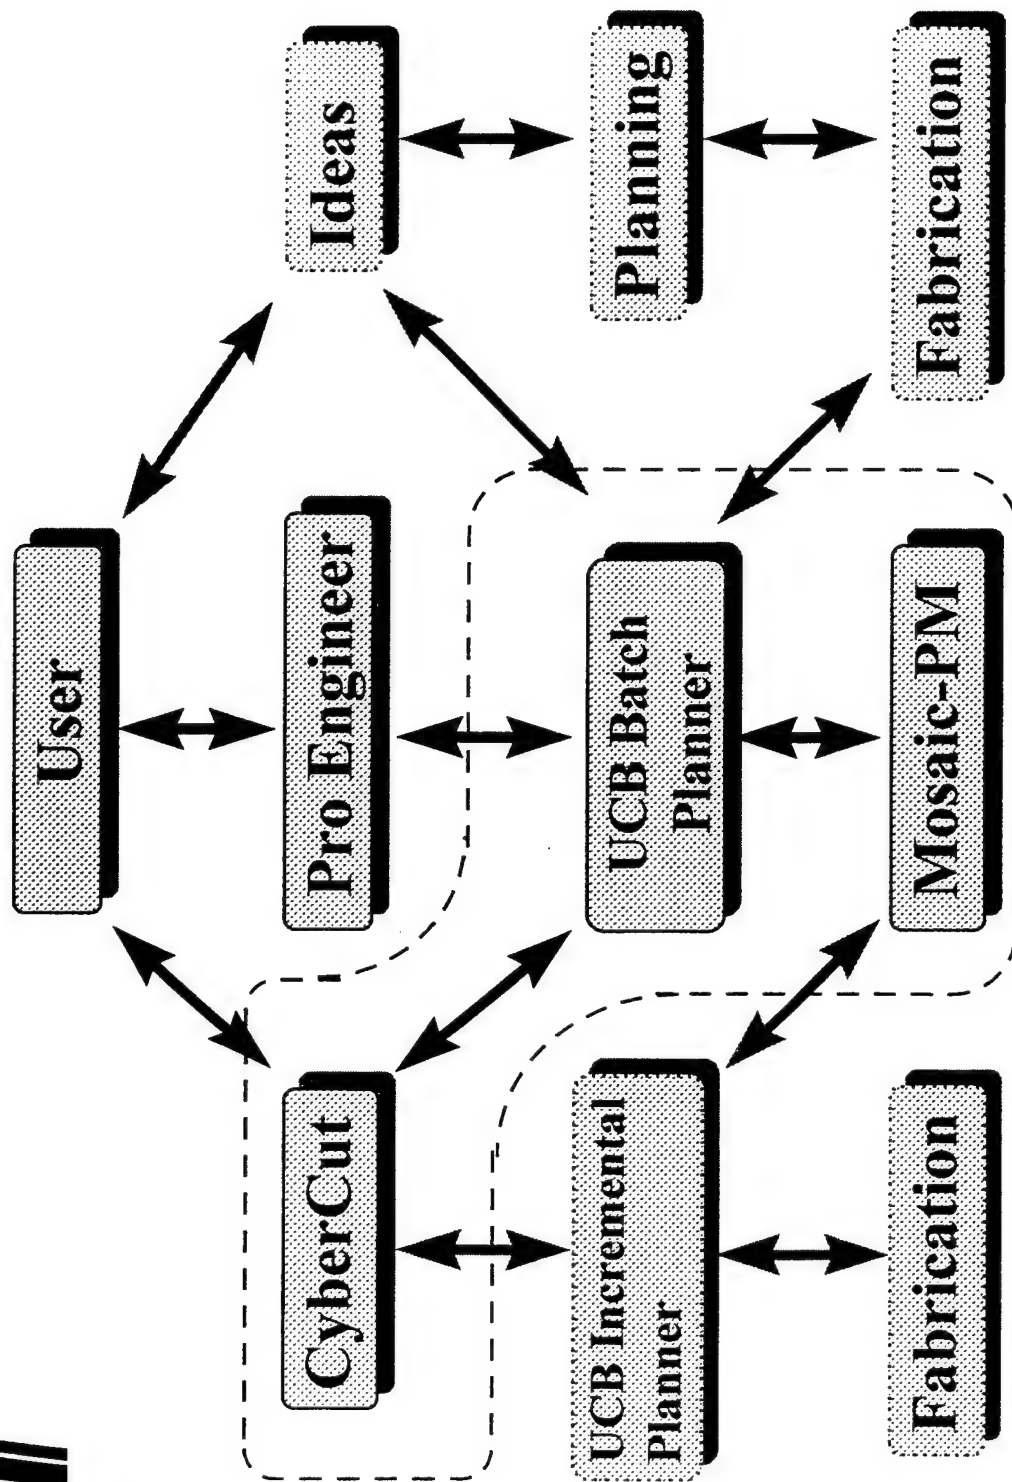 User
CyberCut
Pro Engineer
Ideas
UCB Incremental
Planner
UCB Batch
Planner
Planning
Fabrication
Mosaic-PM
Fabrication